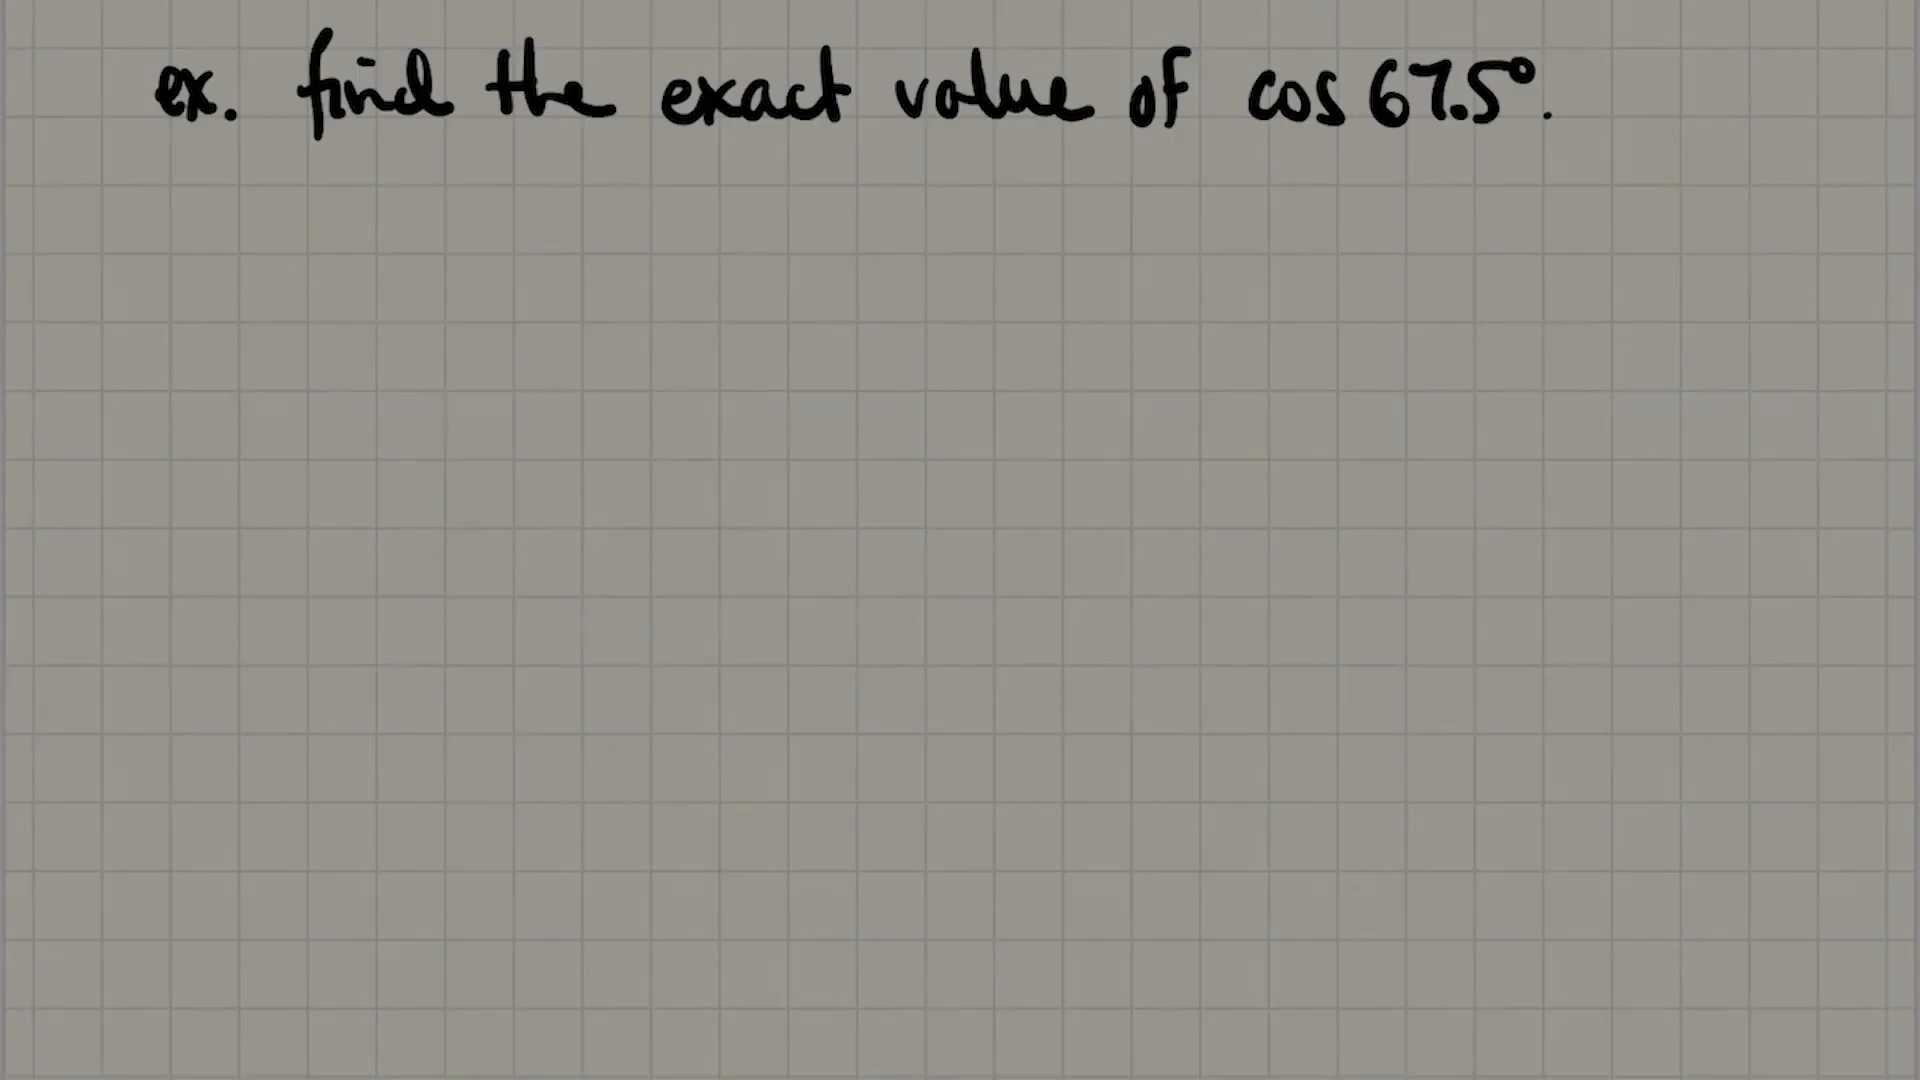 ex. find the exact value of cos 67.5°.